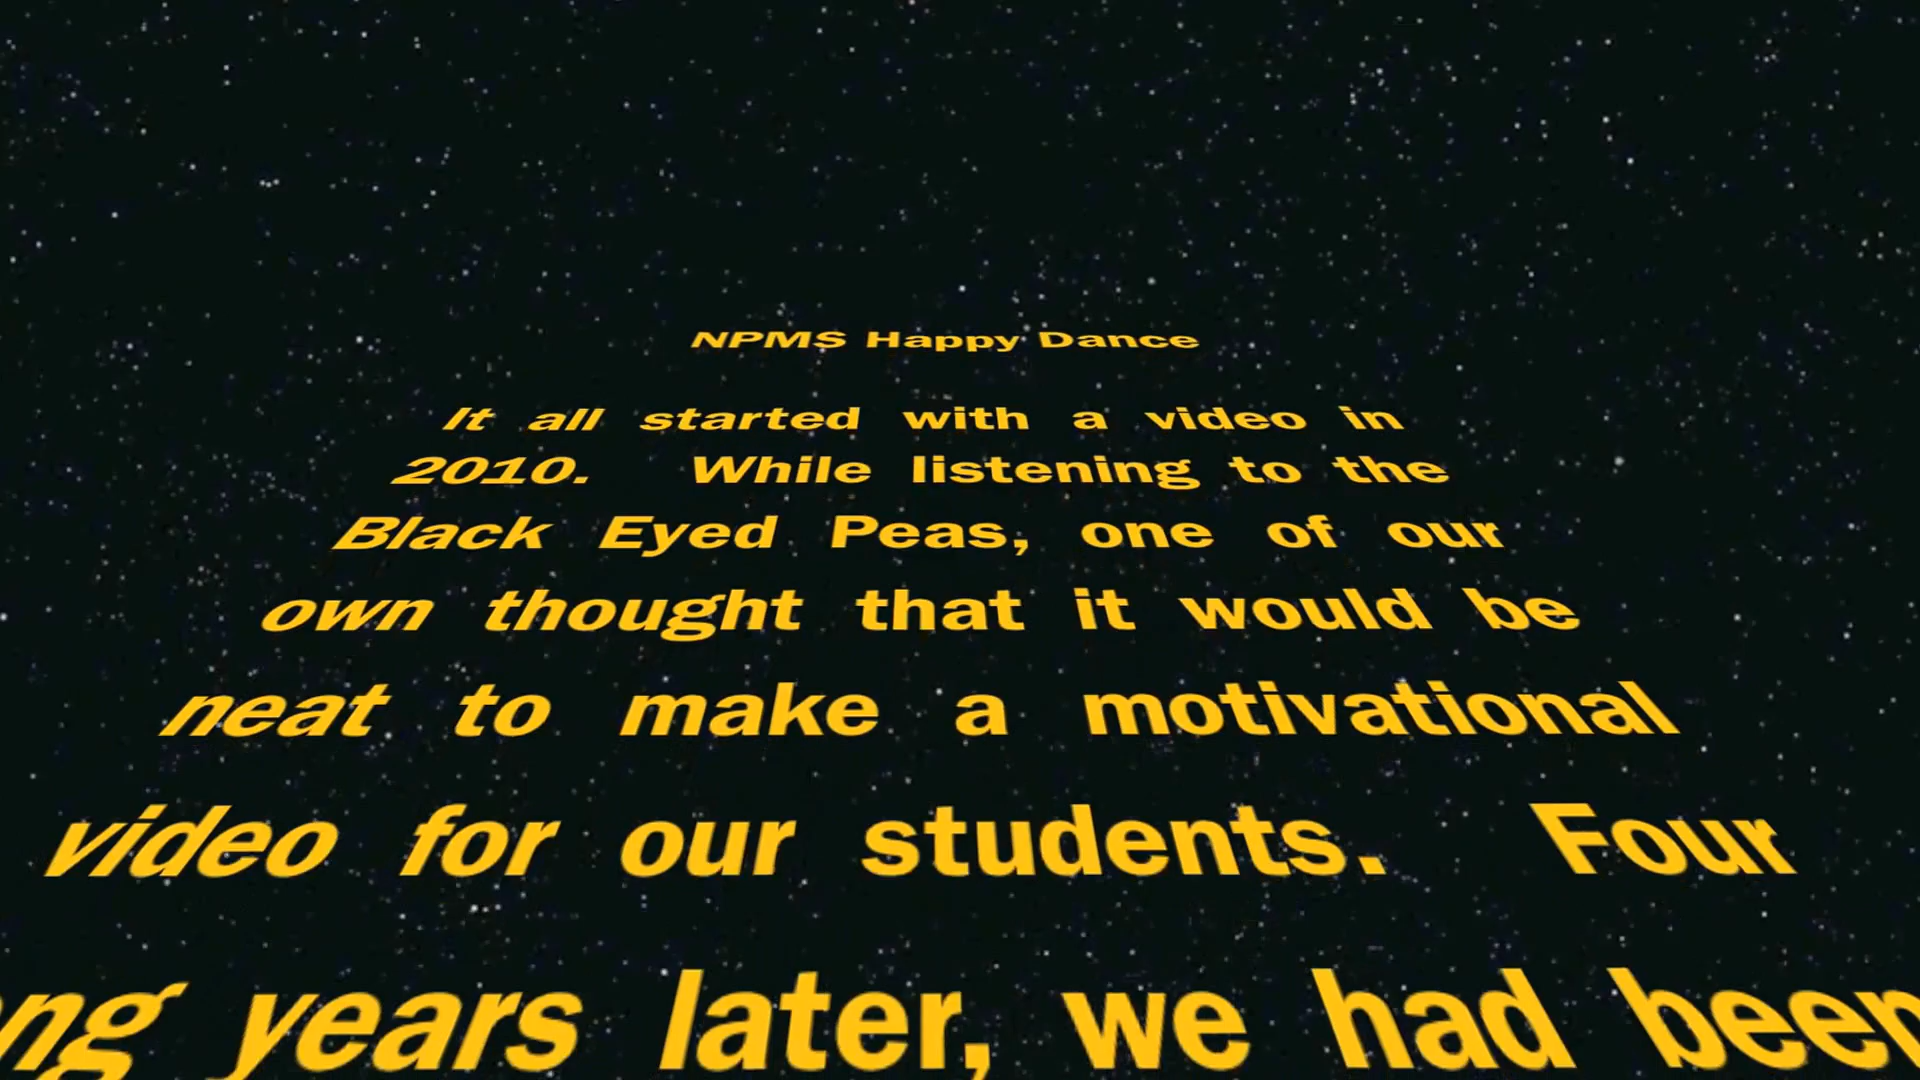 NPMS Happy Dance
It all started with a video in
2010. While listening to the
Black Eyed Peas, one of our
own thought that it would be
neat to make a motivational
video for our students. Four
years later, we had been